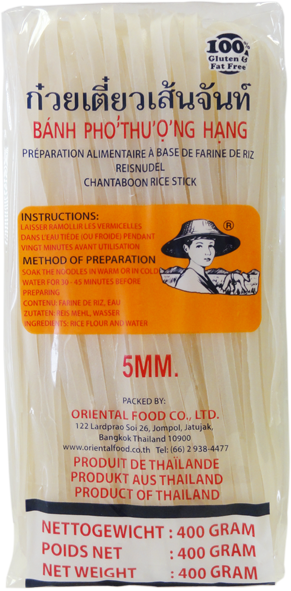 100%
Gluten &
Fat Free
ก๋วยเตี๋ยวเส้นจันท์
BÁNH PHO' THU'O'NG HANG
PRÉPARATION ALIMENTAIRE À BASE DE FARINE DE RIZ
REISNUDEL
CHANTABOON RICE STICK
INSTRUCTIONS:
LAISSER RAMOLLIR LES VERMICELLES
DANS L'EAU TIÉDE (OU FROIDE) PENDANT
VINGT MINUTES AVANT UTILISATION
®
METHOD OF PREPARATION
SOAK THE NOODLES IN WARM OR IN COLD
WATER FOR 30 - 45 MINUTES BEFORE
PREPARING
CONTENU: FARINE DE RIZ, EAU
ZUTATEN: REIS MEHL, WASSER
INGREDIENTS: RICE FLOUR AND WATER
5MM.
PACKED BY:
ORIENTAL FOOD CO., LTD.
122 Lardprao Soi 26, Jompol, Jatujak,
Bangkok Thailand 10900
www.orientalfood.co.th Tel: (66) 2 938-4477
PRODUIT DE THAÏLANDE
PRODUKT AUS THAILAND
PRODUCT OF THAILAND
NETTOGEWICHT : 400 GRAM
POIDS NET : 400 GRAM
NET WEIGHT : 400 GRAM